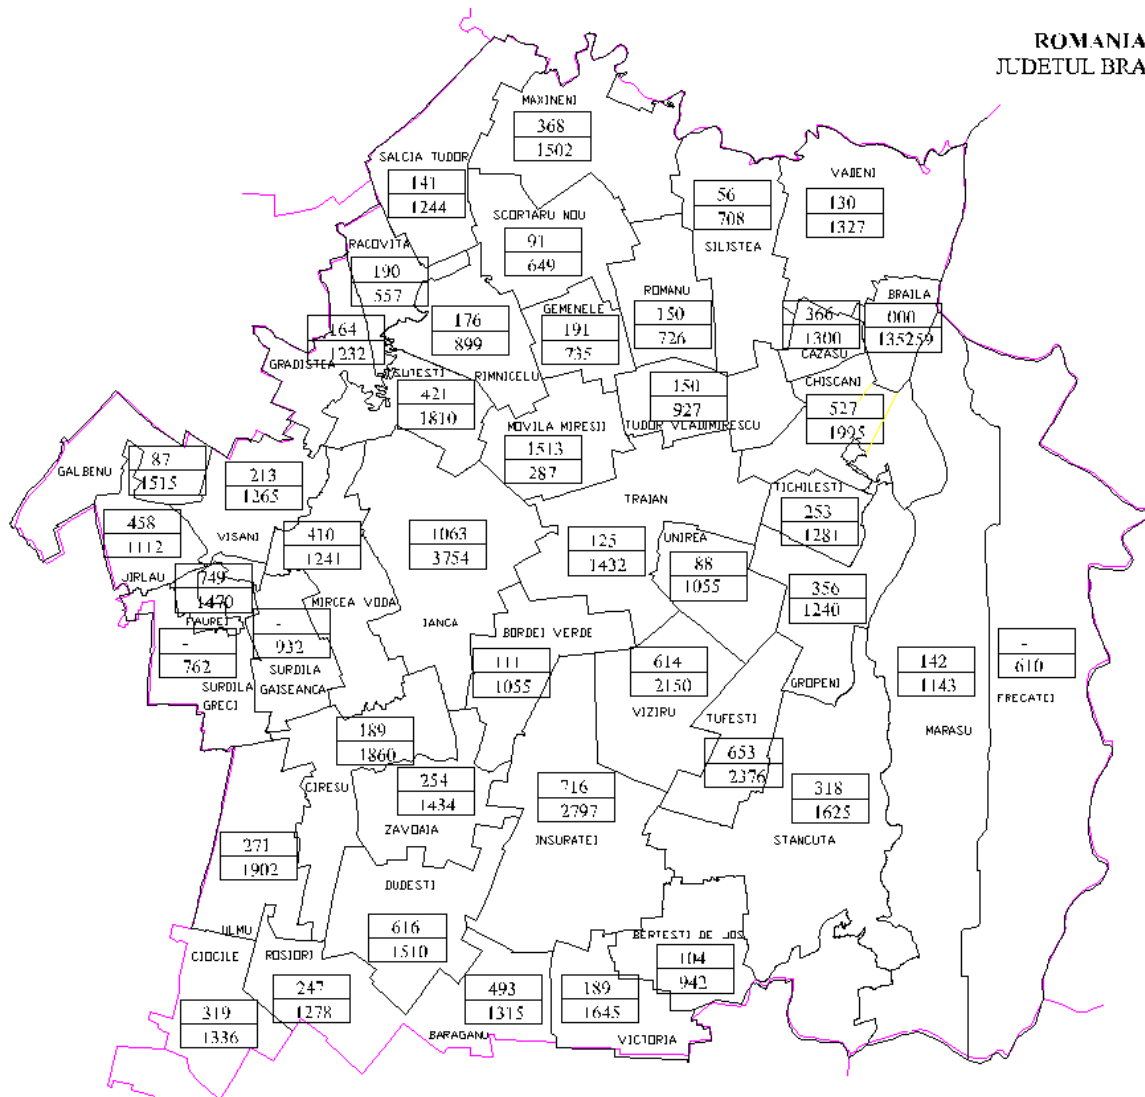 ROMANIA
JUDETUL BRA
MAXINENI
368
1502
SALCIA TUDOR
141
1244
VADENI
130
1327
56
708
SILISTEA
SCORTARU NOU
91
649
RACOVITA
190
557
ROMANU
150
726
BRAILA
000
135259
GEMENELE
191
735
176
899
RIMNICELU
366
1300
CAZASU
164
1232
GRADISTEA
SUTESTI
421
1810
CHISCANI
527
1995
150
927
TUDOR VLADIMIRESCU
MOVILA MIRESII
1513
287
GALBENU
87
1515
213
1265
VISANI
TICHILESTI
253
1281
TRAIAN
125
1432
458
1112
JIRLAU
410
1241
MIRCEA VODA
1063
3754
IANCA
UNIREA
88
1055
749
1470
FAUREI
356
1240
GROPENI
-
932
SURDILA
GAISEANCA
-
762
SURDILA
GRECI
BORDEI VERDE
111
1055
614
2150
VIZIRU
142
1143
MARASU
-
610
FRECATEI
189
1860
CIRESU
TUFESTI
653
2376
254
1434
ZAVOAIA
716
2797
INSURATEI
318
1625
STANCUTA
271
1902
ULMU
DUDESTI
616
1510
CIOCILE
319
1336
ROSIORI
247
1278
BERTESTI DE JOS
104
942
493
1315
BARAGANU
189
1645
VICTORIA